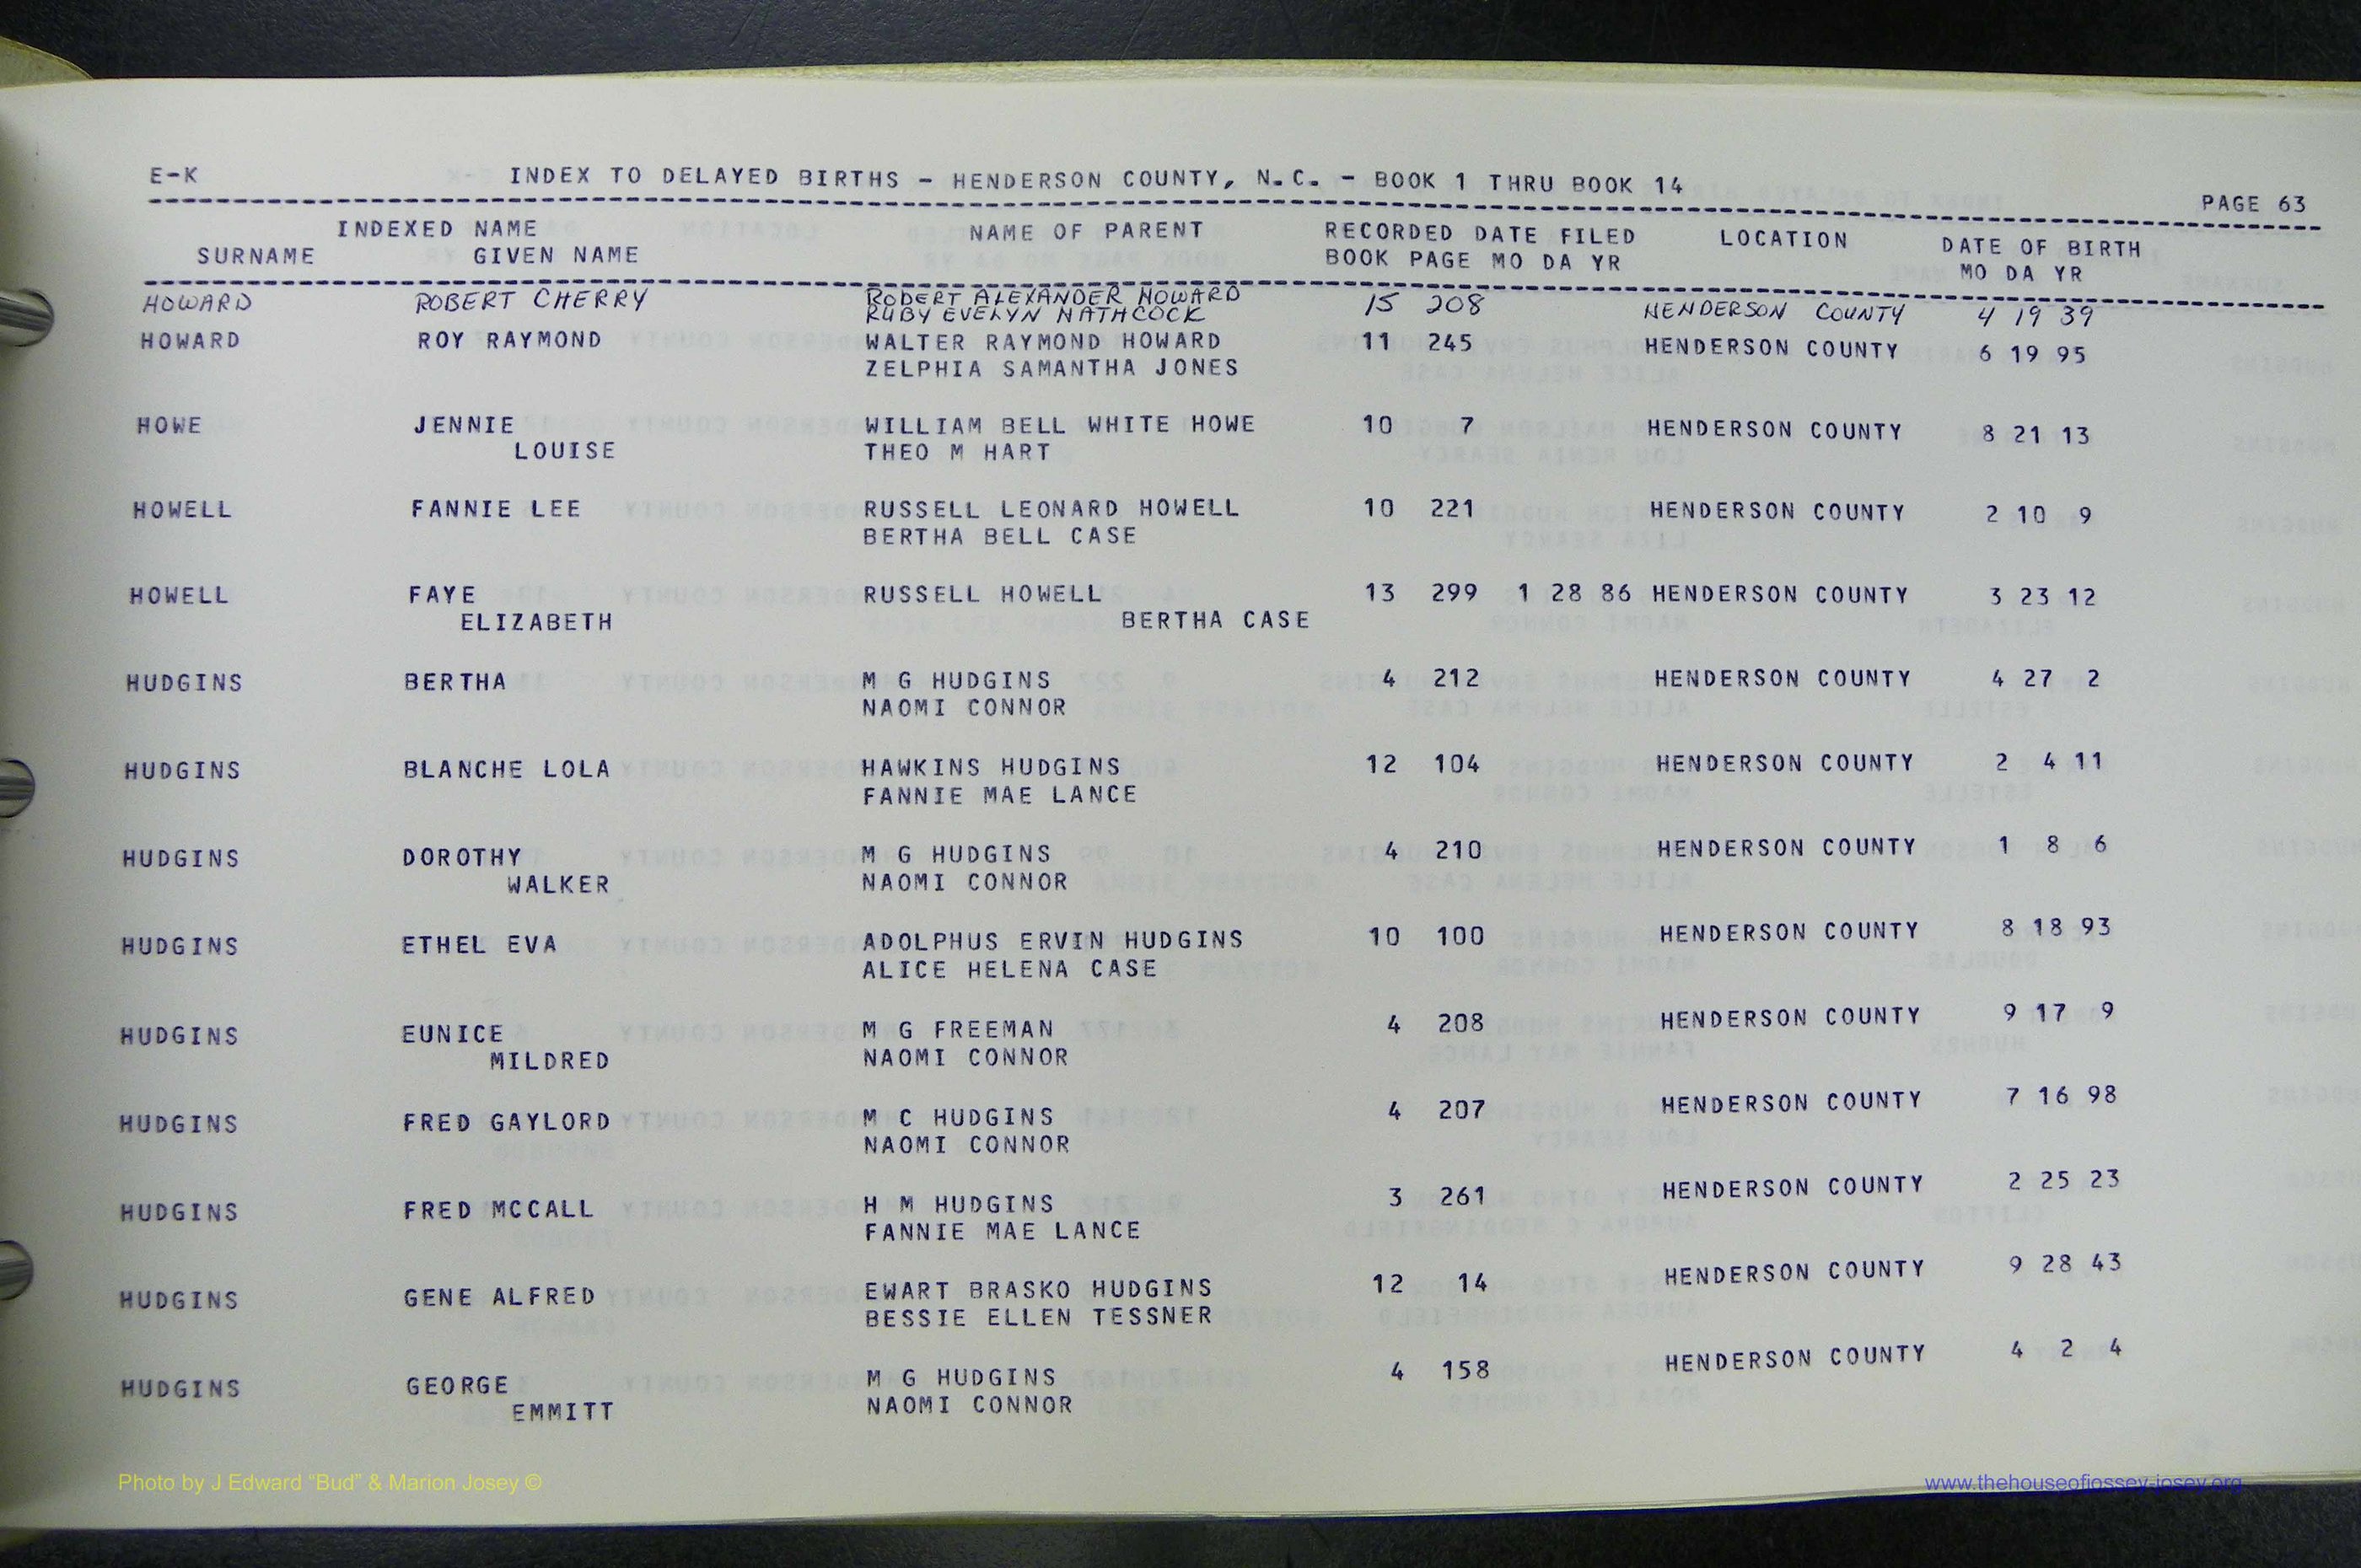 E-K INDEX TO DELAYED BIRTHS - HENDERSON COUNTY, N.C. - BOOK 1 THRU BOOK 14
PAGE 63
INDEXED NAME NAME OF PARENT RECORDED DATE FILED LOCATION DATE OF BIRTH
SURNAME GIVEN NAME BOOK PAGE MO DA YR MO DA YR
HOWARD ROBERT CHERRY ROBERT ALEXANDER HOWARD 15 208 HENDERSON COUNTY 4 19 39
RUBY EVELYN HATHCOCK
HOWARD ROY RAYMOND WALTER RAYMOND HOWARD 11 245 HENDERSON COUNTY 6 19 95
ZELPHIA SAMANTHA JONES
HOWE JENNIE WILLIAM BELL WHITE HOWE 10 7 HENDERSON COUNTY 8 21 13
LOUISE THEO M HART
HOWELL FANNIE LEE RUSSELL LEONARD HOWELL 10 221 HENDERSON COUNTY 2 10 9
BERTHA BELL CASE
HOWELL FAYE RUSSELL HOWELL 13 299 1 28 86 HENDERSON COUNTY 3 23 12
ELIZABETH BERTHA CASE
HUDGINS BERTHA M G HUDGINS 4 212 HENDERSON COUNTY 4 27 2
NAOMI CONNOR
HUDGINS BLANCHE LOLA HAWKINS HUDGINS 12 104 HENDERSON COUNTY 2 4 11
FANNIE MAE LANCE
HUDGINS DOROTHY M G HUDGINS 4 210 HENDERSON COUNTY 1 8 6
WALKER NAOMI CONNOR
HUDGINS ETHEL EVA ADOLPHUS ERVIN HUDGINS 10 100 HENDERSON COUNTY 8 18 93
ALICE HELENA CASE
HUDGINS EUNICE M G FREEMAN 4 208 HENDERSON COUNTY 9 17 9
MILDRED NAOMI CONNOR
HUDGINS FRED GAYLORD M C HUDGINS 4 207 HENDERSON COUNTY 7 16 98
NAOMI CONNOR
HUDGINS FRED MCCALL H M HUDGINS 3 261 HENDERSON COUNTY 2 25 23
FANNIE MAE LANCE
HUDGINS GENE ALFRED EWART BRASKO HUDGINS 12 14 HENDERSON COUNTY 9 28 43
BESSIE ELLEN TESSNER
HUDGINS GEORGE M G HUDGINS 4 158 HENDERSON COUNTY 4 2 4
EMMITT NAOMI CONNOR
Photo by J Edward “Bud” & Marion Josey © www.thehouseofjossey-josey.org